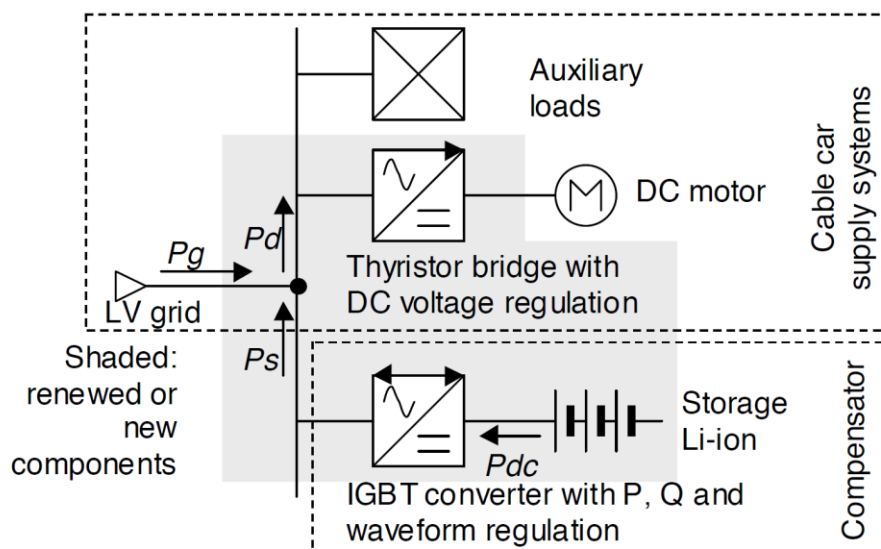 Auxiliary
loads
Cable car
supply systems
M
DC motor
Pd
Pg
Thyristor bridge with
DC voltage regulation
LV grid
Ps
Shaded:
renewed or
new
components
Storage
Li-ion
Pdc
IGBT converter with P, Q and
waveform regulation
Compensator